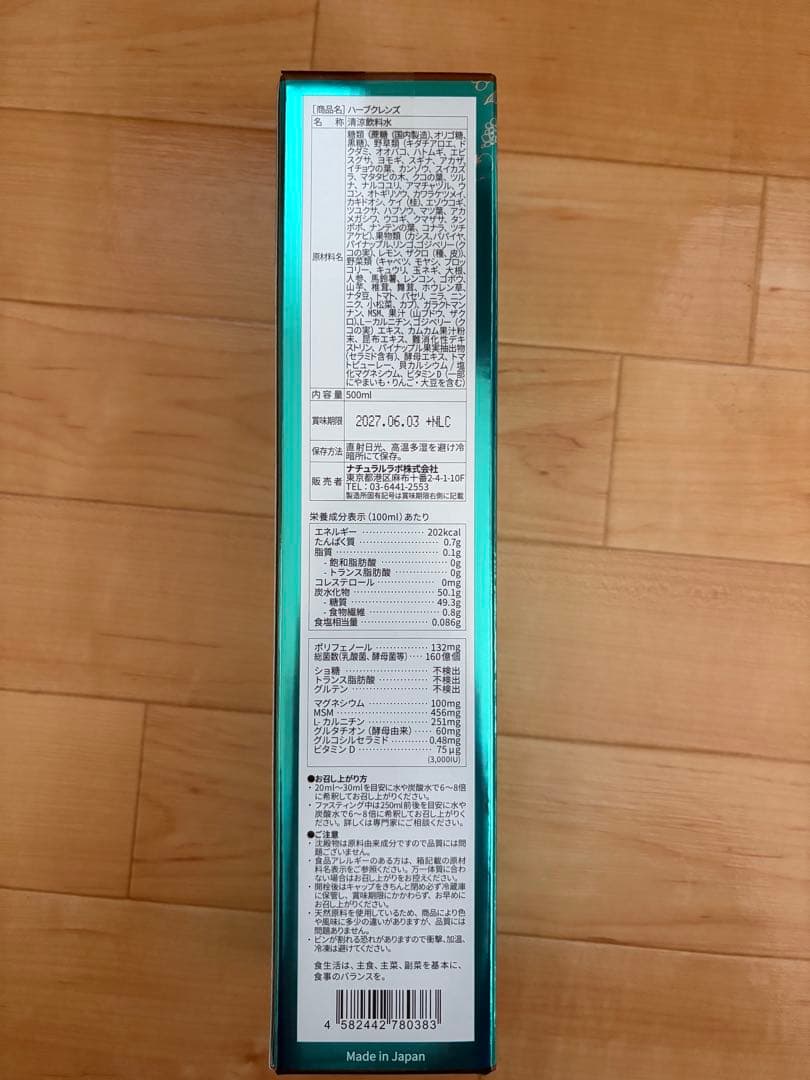 [商品名] ハーブクレンズ
名 称 清涼飲料水
原材料名
糖類 (蔗糖 (国内製造)、オリゴ糖、
黒糖)、野草類 (キダチアロエ、ド
クダミ、オオバコ、ハトムギ、エビ
スグサ、ヨモギ、スギナ、アカザ、
イチョウの葉、カンゾウ、スイカズ
ラ、マタタビの木、クコの葉、ツル
ナ、ナルコユリ、アマチャヅル、ウ
コン、オトギリソウ、カワラケツメイ、
カキドオシ、ケイ (桂)、エゾウコギ、
ツユクサ、ハブソウ、マツ葉、アカ
メガシワ、ウコギ、クマザサ、タン
ポポ、ナンテンの葉、コナラ、ツチ
アケビ)、果物類 (カシス、パパイヤ、
パイナップル、リンゴ、ゴジベリー(ク
コの実)、レモン、ザクロ (種、皮))、
野菜類 (キャベツ、モヤシ、ブロッ
コリー、キュウリ、玉ネギ、大根、
人参、馬鈴薯、レンコン、ゴボウ、
山芋、椎茸、舞茸、ホウレン草、
ナタ豆、トマト、パセリ、ニラ、ニン
ニク、小松菜、カブ)、ガラクトマン
ナン、MSM、果汁 (山ブドウ、ザク
ロ)、L-カルニチン、ゴジベリー (ク
コの実) エキス、カムカム果汁粉
末、昆布エキス、難消化性デキ
ストリン、パイナップル果実抽出物
(セラミド含有)、酵母エキス、トマ
トピューレー、貝カルシウム / 塩
化マグネシウム、ビタミンD (一部
にやまいも・りんご・大豆を含む)
内 容 量 500ml
賞味期限 2027.06.03 +NLC
保存方法 直射日光、高温多湿を避け冷
暗所にて保存。
販 売 者 ナチュラルラボ株式会社
東京都港区麻布十番2-4-1-10F
TEL：03-6441-2553
製造所固有記号は賞味期限右側に記載
栄養成分表示 (100ml) あたり
エネルギー ………………… 202kcal
たんぱく質 ………………… 0.7g
脂質 ………………… 0.1g
- 飽和脂肪酸 ………………… 0g
- トランス脂肪酸 ………………… 0g
コレステロール ………………… 0mg
炭水化物 ………………… 50.1g
- 糖質 ………………… 49.3g
- 食物繊維 ………………… 0.8g
食塩相当量 ………………… 0.086g
ポリフェノール ………………… 132mg
総菌数(乳酸菌、酵母菌等) ‥‥ 160億個
ショ糖 ………………… 不検出
トランス脂肪酸 ………………… 不検出
グルテン ………………… 不検出
マグネシウム ………………… 100mg
MSM ………………… 456mg
L- カルニチン ………………… 251mg
グルタチオン (酵母由来) ‥‥‥ 60mg
グルコシルセラミド ………… 0.48mg
ビタミン D ………………… 75 μg
(3,000IU)
●お召し上がり方
・20ml〜30mlを目安に水や炭酸水で6〜8倍
に希釈してお召し上がりください。
・ファスティング中は250ml前後を目安に水や
炭酸水で6〜8倍に希釈してお召し上がりくだ
さい。詳しくは専門家にご相談ください。
●ご注意
・沈殿物は原料由来成分ですので品質には問
題ございません。
・食品アレルギーのある方は、箱記載の原材
料名表示をご参照ください。万一体質に合わ
ない場合はお召し上がりをお控えください。
・開栓後はキャップをきちんと閉め必ず冷蔵庫
に保管し、賞味期限にかかわらず、お早めに
お召し上がりください。
・天然原料を使用しているため、商品により色
や風味に多少の違いがありますが、品質には
問題ありません。
・ビンが割れる恐れがありますので衝撃、加温、
冷凍は避けてください。
食生活は、主食、主菜、副菜を基本に、
食事のバランスを。
4 582442 780383
Made in Japan